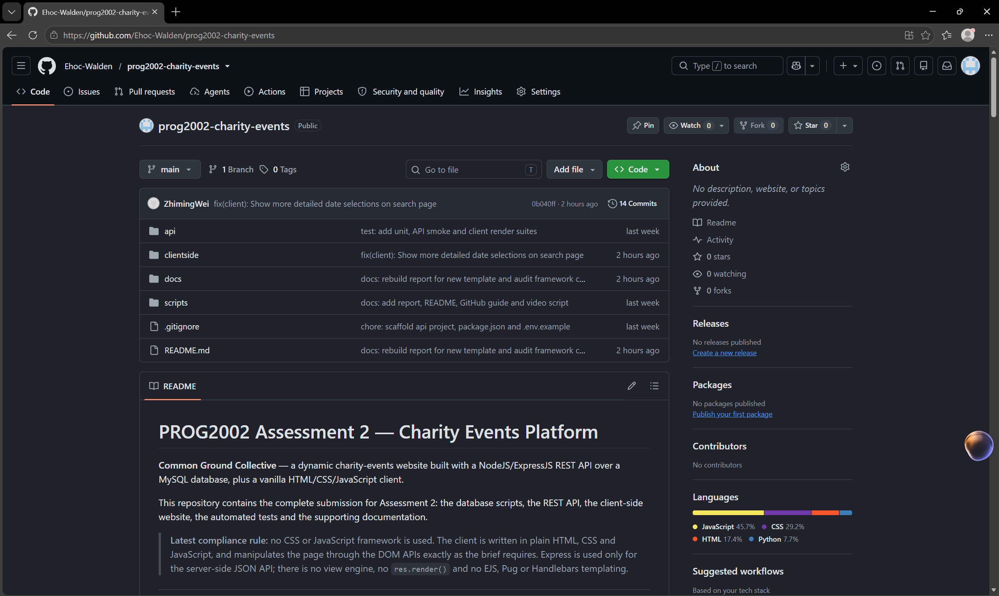 Ehoc-Walden/prog2002-charity-ev
https://github.com/Ehoc-Walden/prog2002-charity-events
Ehoc-Walden / prog2002-charity-events
Type / to search
Code Issues Pull requests Agents Actions Projects Security and quality Insights Settings
prog2002-charity-events Public
Pin Watch 0 Fork 0 Star 0
main 1 Branch 0 Tags
Go to file T Add file Code
ZhimingWei fix(client): Show more detailed date selections on search page 0b040ff · 2 hours ago 14 Commits
api test: add unit, API smoke and client render suites last week
clientside fix(client): Show more detailed date selections on search page 2 hours ago
docs docs: rebuild report for new template and audit framework c... 2 hours ago
scripts docs: add report, README, GitHub guide and video script last week
.gitignore chore: scaffold api project, package.json and .env.example last week
README.md docs: rebuild report for new template and audit framework c... 2 hours ago
README
PROG2002 Assessment 2 — Charity Events Platform
Common Ground Collective — a dynamic charity-events website built with a NodeJS/ExpressJS REST API over a
MySQL database, plus a vanilla HTML/CSS/JavaScript client.
This repository contains the complete submission for Assessment 2: the database scripts, the REST API, the client-side
website, the automated tests and the supporting documentation.
Latest compliance rule: no CSS or JavaScript framework is used. The client is written in plain HTML, CSS and
JavaScript, and manipulates the page through the DOM APIs exactly as the brief requires. Express is used only for
the server-side JSON API; there is no view engine, no res.render() and no EJS, Pug or Handlebars templating.
About
No description, website, or topics
provided.
Readme
Activity
0 stars
0 watching
0 forks
Releases
No releases published
Create a new release
Packages
No packages published
Publish your first package
Contributors
No contributors
Languages
JavaScript 45.7% CSS 29.2%
HTML 17.4% Python 7.7%
Suggested workflows
Based on your tech stack